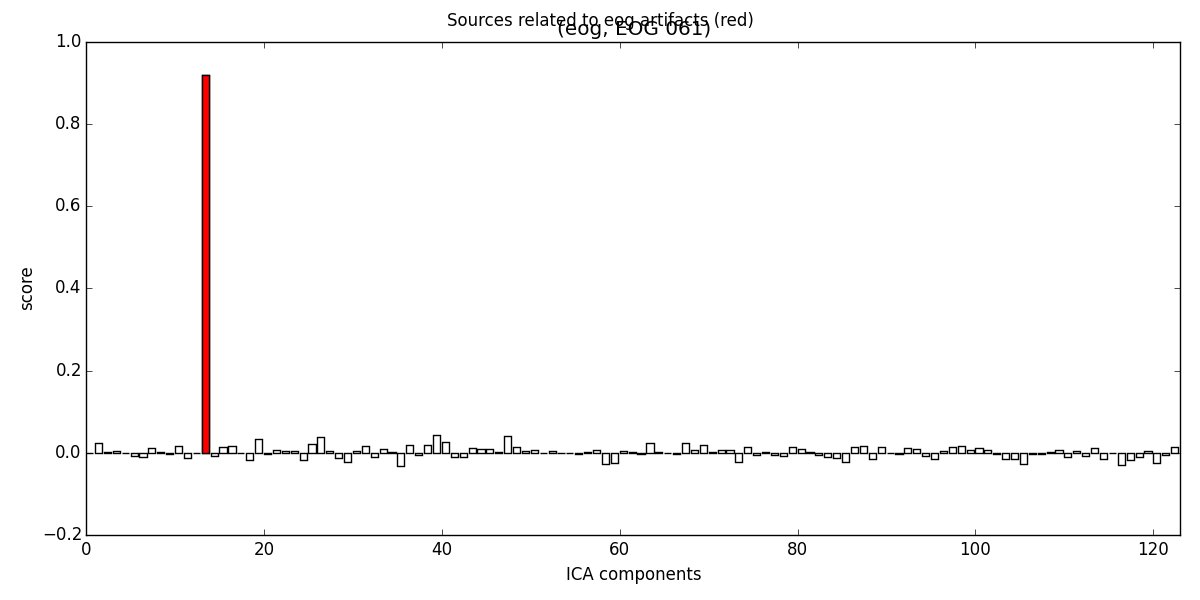 Sources related to eog artifacts (red)
(eog, EOG 061)
1.0
0.8
0.6
0.4
0.2
0.0
−0.2
score
0 20 40 60 80 100 120
ICA components